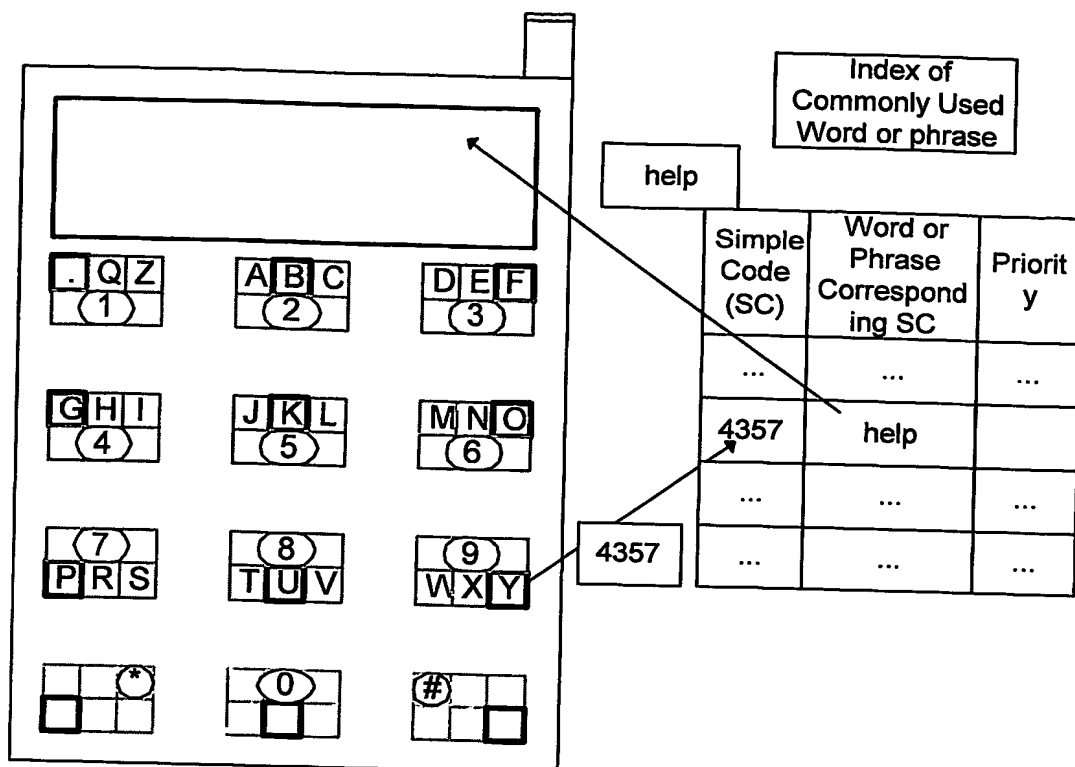 Index of
Commonly Used
Word or phrase
help
Simple
Code
(SC)
Word or
Phrase
Correspond
ing SC
Priorit
y
... ... ...
4357 help
... ... ...
... ... ...
4357
. Q Z
1
A B C
2
D E F
3
G H I
4
J K L
5
M N O
6
7
P R S
8
T U V
9
W X Y
*
0
#